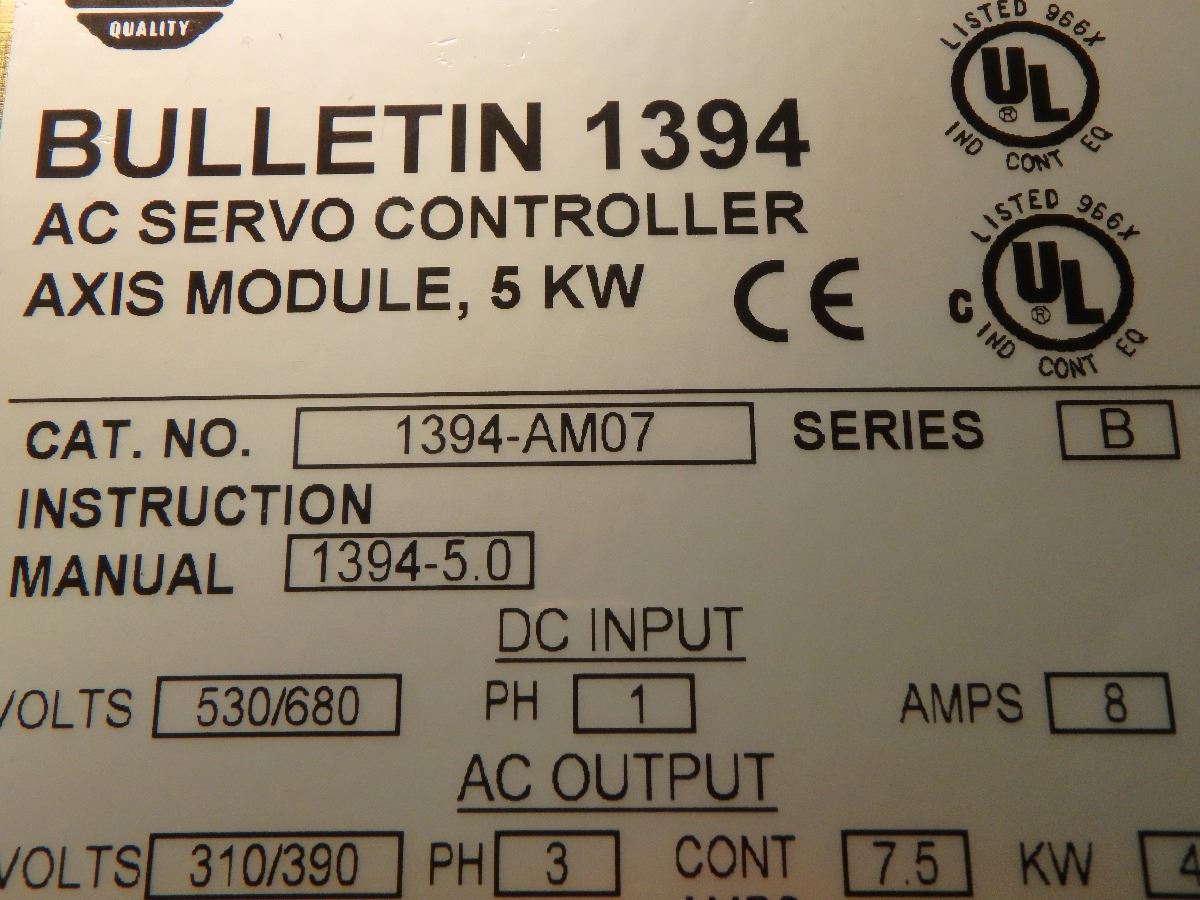 QUALITY
BULLETIN 1394
AC SERVO CONTROLLER
AXIS MODULE, 5 KW
CE
LISTED 966X
UL
®
IND CONT EQ
LISTED 966X
C UL
®
IND CONT EQ
CAT. NO. 1394-AM07 SERIES B
INSTRUCTION
MANUAL 1394-5.0
DC INPUT
VOLTS 530/680 PH 1 AMPS 8
AC OUTPUT
VOLTS 310/390 PH 3 CONT 7.5 KW 4
AMPS